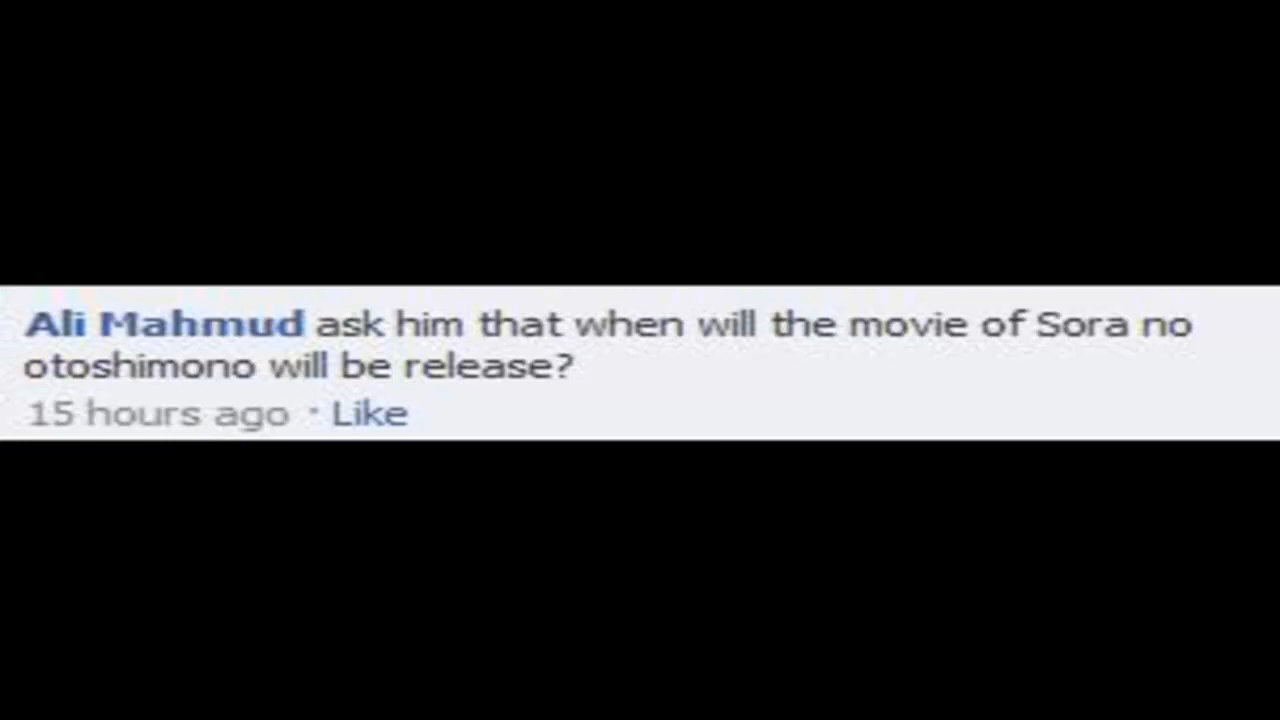 Ali Mahmud ask him that when will the movie of Sora no
otoshimono will be release?
15 hours ago · Like